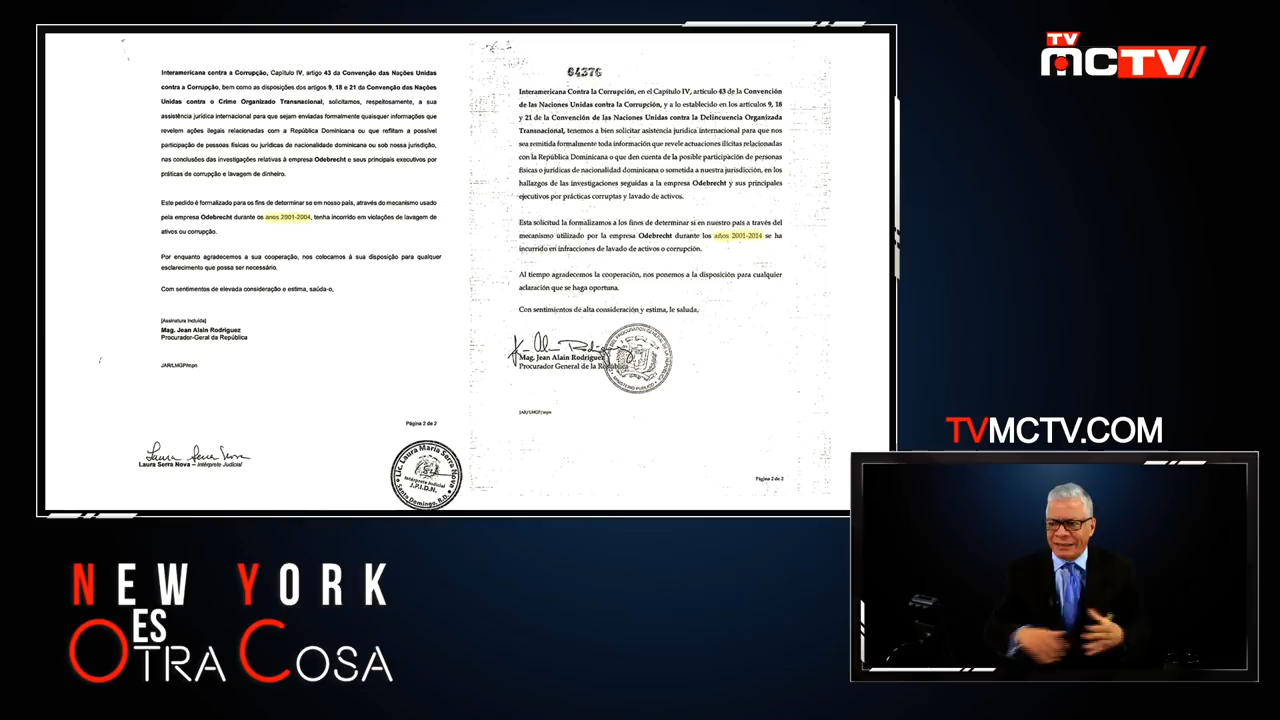 Interamericana contra a Corrupção, Capítulo IV, artigo 43 da Convenção das Nações Unidas
contra a Corrupção, bem como as disposições dos artigos 9, 18 e 21 da Convenção das Nações
Unidas contra o Crime Organizado Transnacional, solicitamos, respeitosamente, a sua
assistência jurídica internacional para que sejam enviadas formalmente quaisquer informações que
revelem ações ilegais relacionadas com a República Dominicana ou que reflitam a possível
participação de pessoas físicas ou jurídicas de nacionalidade dominicana ou sob nossa jurisdição,
nas conclusões das investigações relativas à empresa Odebrecht e seus principais executivos por
práticas de corrupção e lavagem de dinheiro.
Este pedido é formalizado para os fins de determinar se em nosso país, através do mecanismo usado
pela empresa Odebrecht durante os anos 2001-2004, tenha incorrido em violações de lavagem de
ativos ou corrupção.
Por enquanto agradecemos a sua cooperação, nos colocamos á sua disposição para qualquer
esclarecimento que possa ser necessário.
Com sentimentos de elevada consideração e estima, saúda-o,
[Assinatura Incluída]
Mag. Jean Alain Rodríguez
Procurador-Geral da República
JAR/LMGP/mpn
Página 2 de 2
Laura Serra Nova
Laura Serra Nova – Intérprete Judicial
Lic. Laura María Serra Nova
Intérprete Judicial
J.P.I.D.N.
Santo Domingo, R.D.
64376
Interamericana Contra la Corrupción, en el Capítulo IV, artículo 43 de la Convención
de las Naciones Unidas contra la Corrupción, y a lo establecido en los artículos 9, 18
y 21 de la Convención de las Naciones Unidas contra la Delincuencia Organizada
Transnacional, tenemos a bien solicitar asistencia jurídica internacional para que nos
sea remitida formalmente toda información que revele actuaciones ilícitas relacionadas
con la República Dominicana o que den cuenta de la posible participación de personas
físicas o jurídicas de nacionalidad dominicana o sometida a nuestra jurisdicción, en los
hallazgos de las investigaciones seguidas a la empresa Odebrecht y sus principales
ejecutivos por prácticas corruptas y lavado de activos.
Esta solicitud la formalizamos a los fines de determinar si en nuestro país a través del
mecanismo utilizado por la empresa Odebrecht durante los años 2001-2014 se ha
incurrido en infracciones de lavado de activos o corrupción.
Al tiempo agradecemos la cooperación, nos ponemos a la disposición para cualquier
aclaración que se haga oportuna.
Con sentimientos de alta consideración y estima, le saluda,
Mag. Jean Alain Rodríguez
Procurador General de la República
JAR/LMGP/mpn
Página 2 de 2
TV
MCTV
TVMCTV.COM
NEW YORK
ES
OTRA COSA